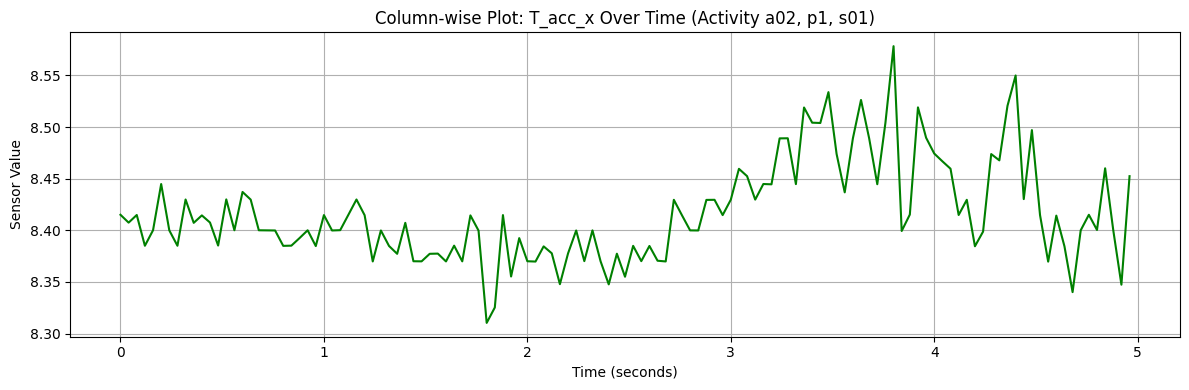 Column-wise Plot: T_acc_x Over Time (Activity a02, p1, s01)
Sensor Value
8.55
8.50
8.45
8.40
8.35
8.30
0 1 2 3 4 5
Time (seconds)